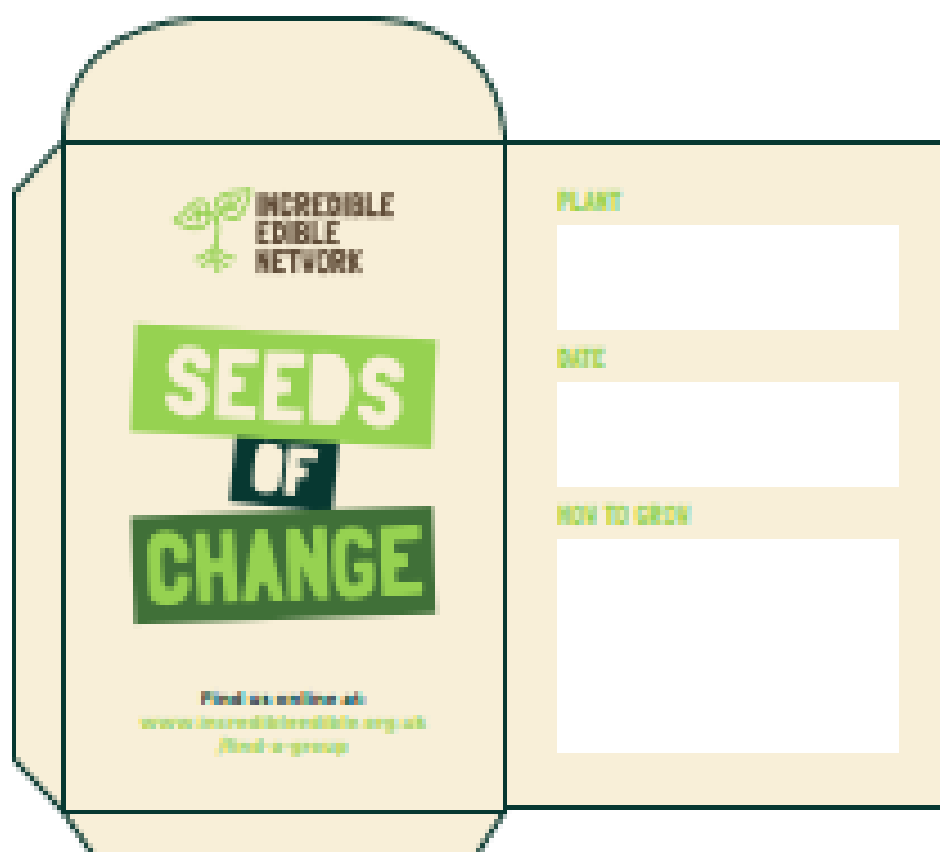 INCREDIBLE
EDIBLE
NETWORK
SEEDS
OF
CHANGE
Find us online at:
www.incredibleedible.org.uk
/find-a-group
PLANT
DATE
HOW TO GROW